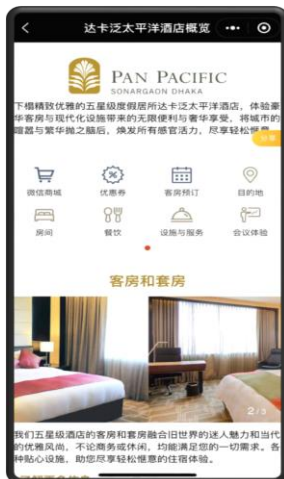 达卡泛太平洋酒店概览
PAN PACIFIC
SONARGAON DHAKA
下榻精致优雅的五星级度假居所达卡泛太平洋酒店，体验豪
华客房与现代化设施带来的无限便利与奢华享受，将城市的
喧嚣与繁华抛之脑后，焕发所有感官活力，尽享轻松惬意
分享
微信商城 优惠券 客房预订 目的地
房间 餐饮 设施与服务 会议体验
客房和套房
2/3
我们五星级酒店的客房和套房融合旧世界的迷人魅力和当代
的优雅风尚，不论商务或休闲，均能满足您的一切需求。各
种贴心设施，助您尽享轻松惬意的住宿体验。